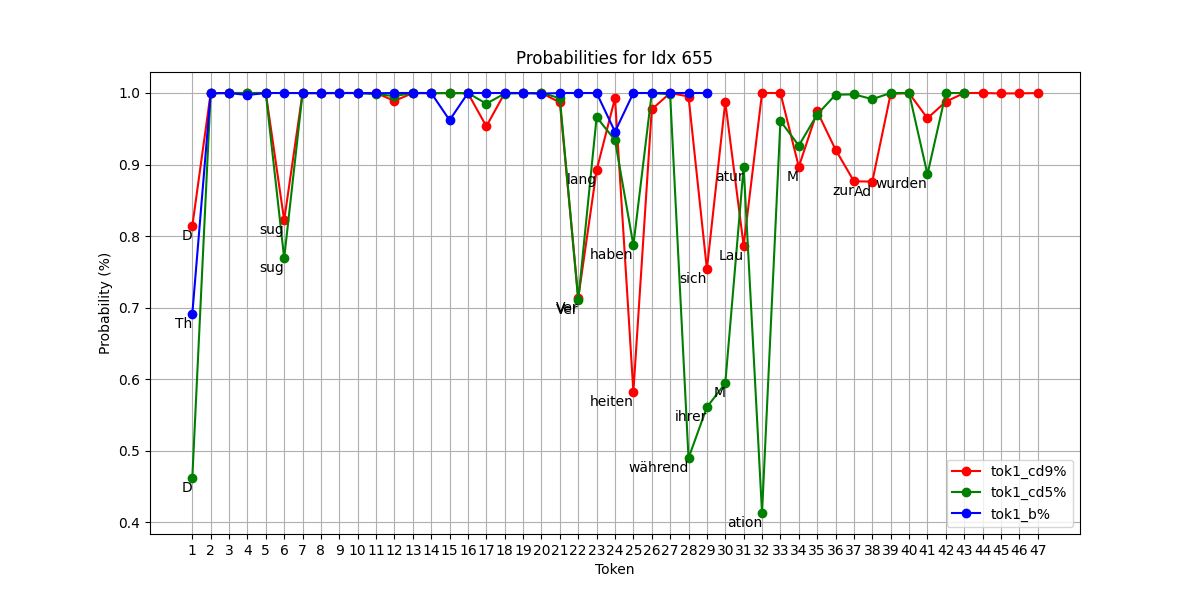 Probabilities for Idx 655
Probability (%)
1.0
0.9
0.8
0.7
0.6
0.5
0.4
D
Th
D
sug
sug
Ver
Ver
lang
haben
heiten
während
sich
ihrer
M
Lau
atur
ation
M
zur
Ad
wurden
tok1_cd9%
tok1_cd5%
tok1_b%
1 2 3 4 5 6 7 8 9 10 11 12 13 14 15 16 17 18 19 20 21 22 23 24 25 26 27 28 29 30 31 32 33 34 35 36 37 38 39 40 41 42 43 44 45 46 47
Token